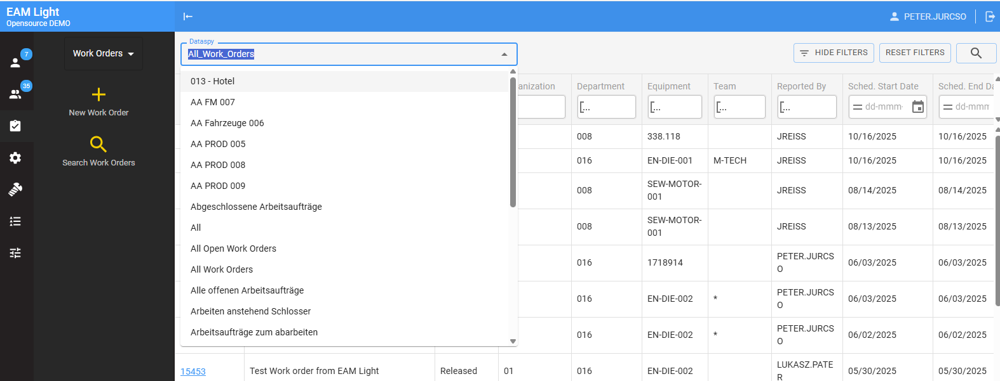 EAM Light
Opensource DEMO
PETER.JURCSO
7
35
Work Orders
New Work Order
Search Work Orders
Dataspy
All_Work_Orders
HIDE FILTERS
RESET FILTERS
013 - Hotel
AA FM 007
AA Fahrzeuge 006
AA PROD 005
AA PROD 008
AA PROD 009
Abgeschlossene Arbeitsaufträge
All
All Open Work Orders
All Work Orders
Alle offenen Arbeitsaufträge
Arbeiten anstehend Schlosser
Arbeitsaufträge zum abarbeiten
anization Department Equipment Team Reported By Sched. Start Date Sched. End Da
[... [... [... [... = dd-mmm- = dd-mmm
008 338.118 JREISS 10/16/2025 10/16/2025
016 EN-DIE-001 M-TECH JREISS 10/16/2025 10/16/2025
008 SEW-MOTOR-
001 JREISS 08/14/2025 08/14/2025
008 SEW-MOTOR-
001 JREISS 08/13/2025 08/13/2025
016 1718914 PETER.JURCS
O 06/03/2025 06/03/2025
016 EN-DIE-002 * PETER.JURCS
O 06/03/2025 06/03/2025
016 EN-DIE-002 * PETER.JURCS
O 06/02/2025 06/02/2025
15453 Test Work order from EAM Light Released 01 016 EN-DIE-002 LUKASZ.PATE
R 05/30/2025 05/30/2025